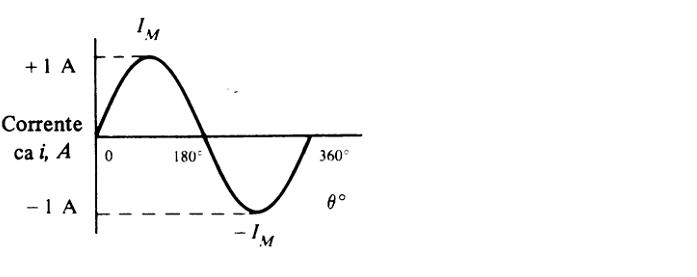 I_M
+1 A
Corrente
ca i, A
0
180°
360°
−1 A
θ°
−I_M